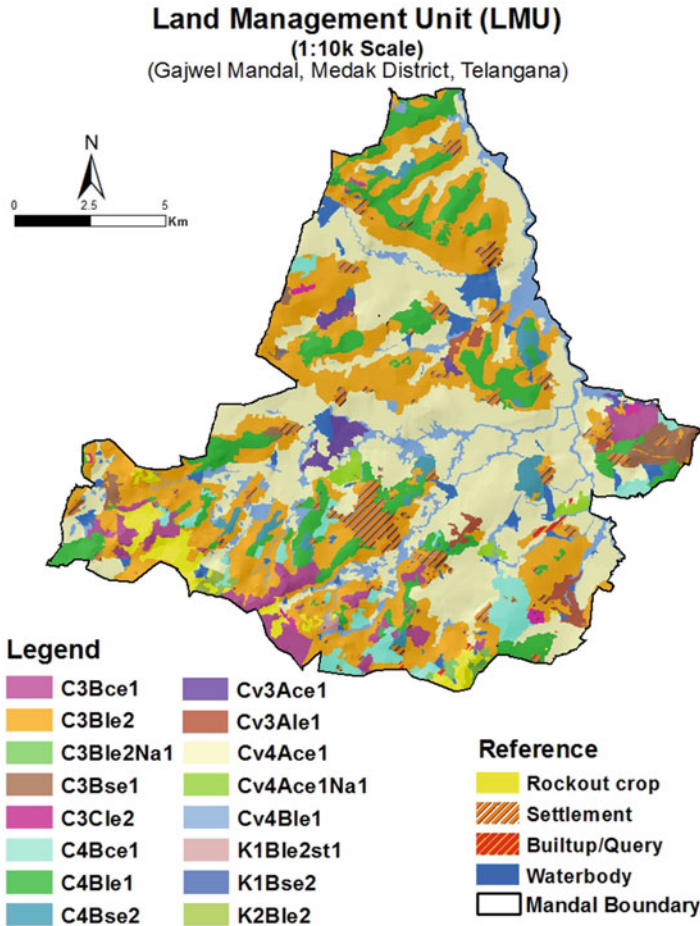 Land Management Unit (LMU)
(1:10k Scale)
(Gajwel Mandal, Medak District, Telangana)
N
0 2.5 5
Km
Legend
C3Bce1
C3Ble2
C3Ble2Na1
C3Bse1
C3Cle2
C4Bce1
C4Ble1
C4Bse2
Cv3Ace1
Cv3Ale1
Cv4Ace1
Cv4Ace1Na1
Cv4Ble1
K1Ble2st1
K1Bse2
K2Ble2
Reference
Rockout crop
Settlement
Builtup/Query
Waterbody
Mandal Boundary